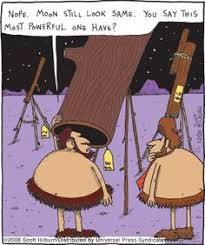 NOPE. MOON STILL LOOK SAME. YOU SAY THIS
MOST POWERFUL ONE HAVE?
©2008 Scott Hilburn/Distributed by Universal Press Syndicate